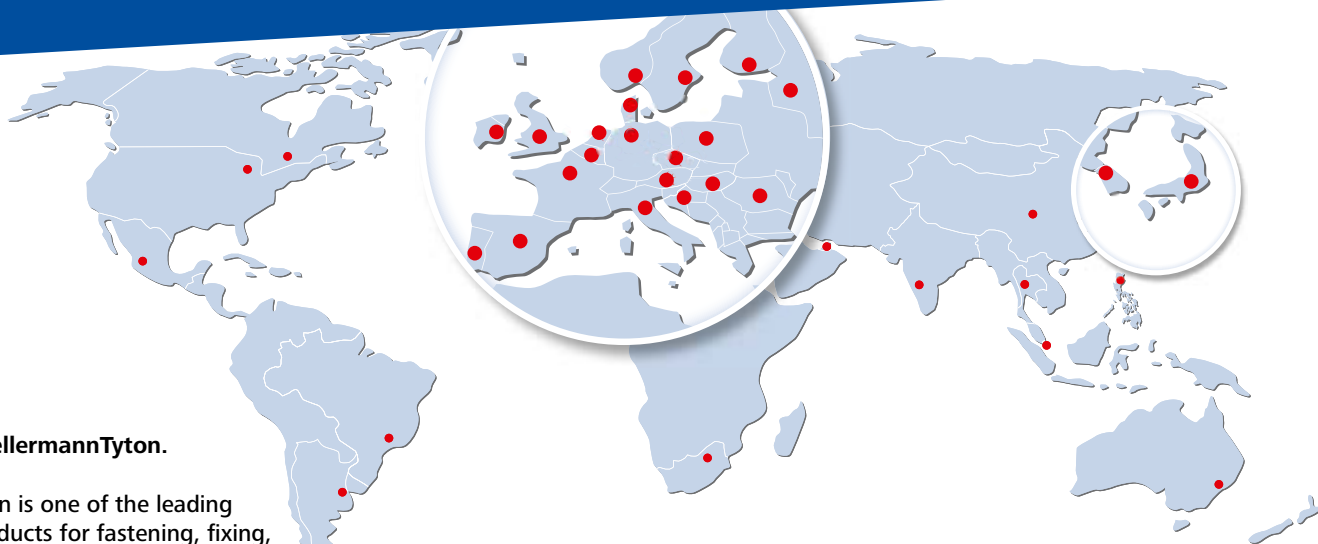 ellermannTyton.
n is one of the leading
ducts for fastening, fixing,